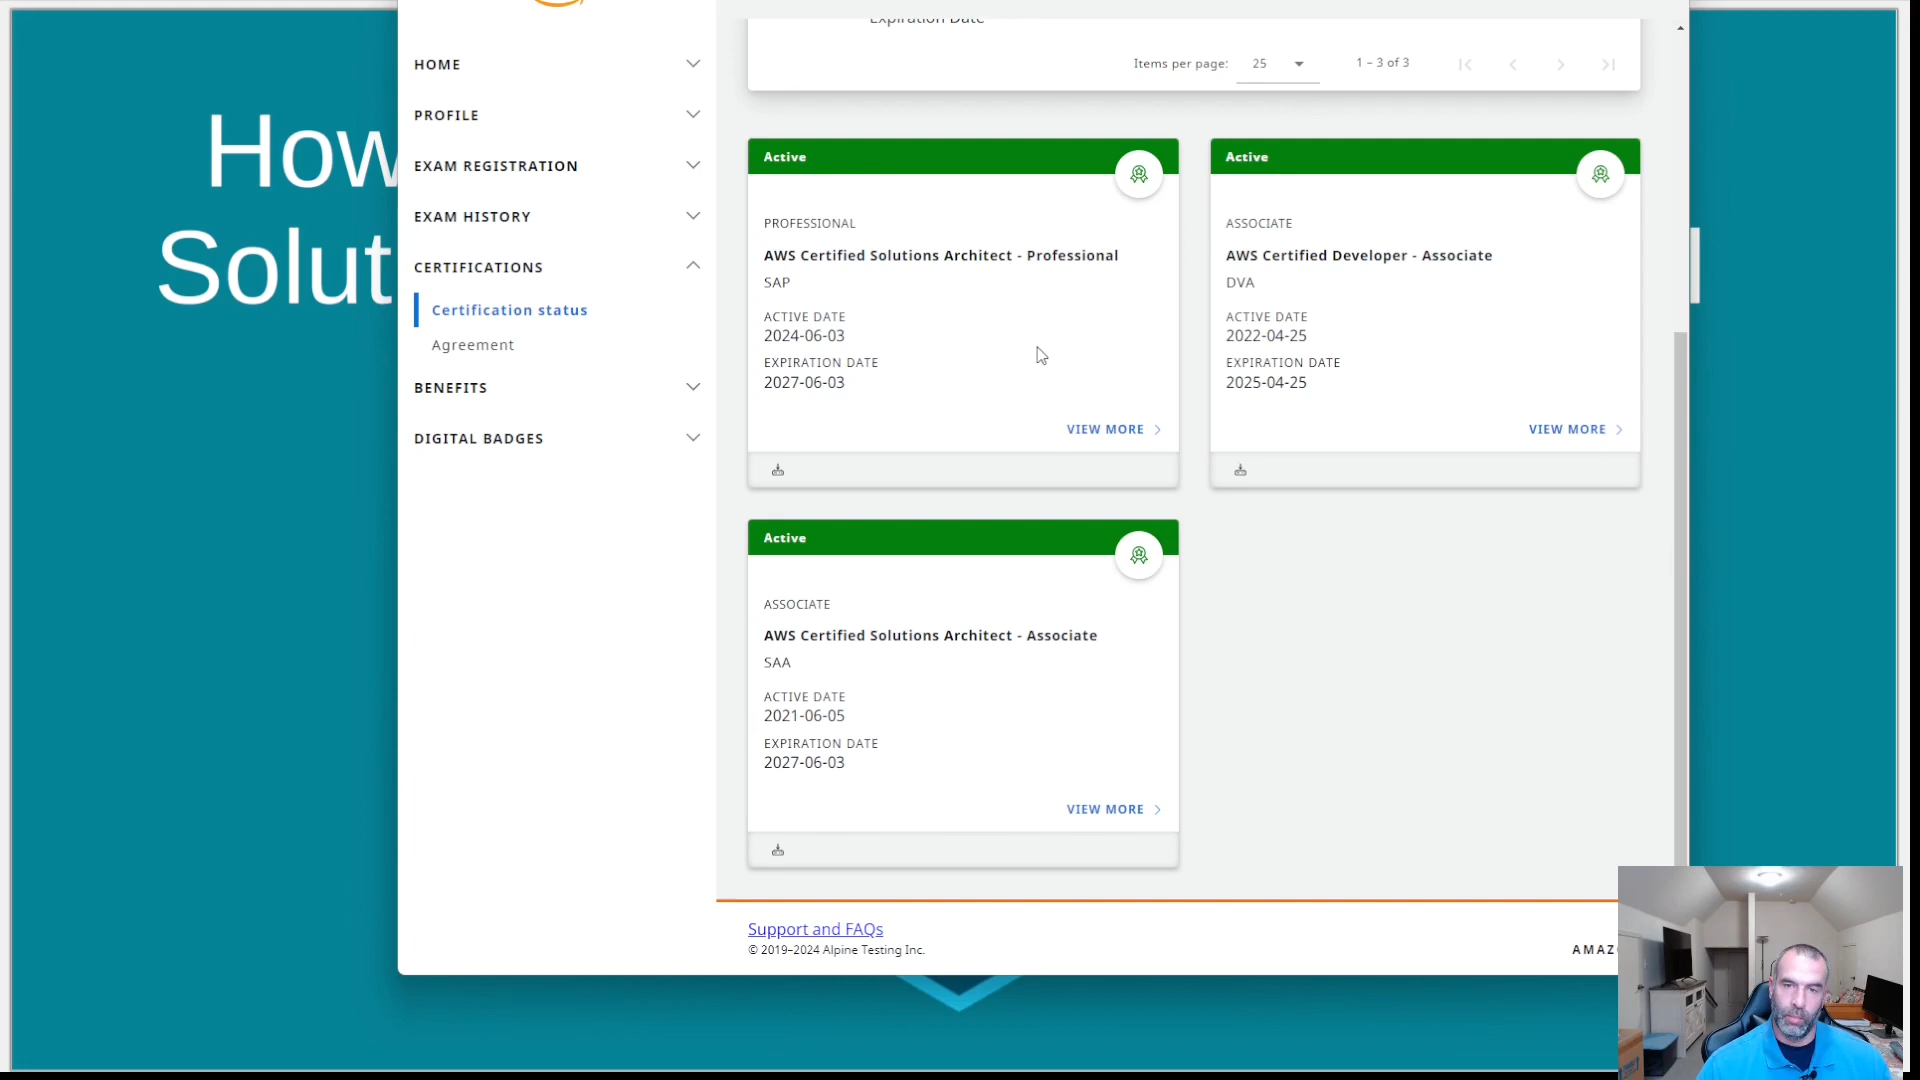 How
Solut
HOME
PROFILE
EXAM REGISTRATION
EXAM HISTORY
CERTIFICATIONS
Certification status
Agreement
BENEFITS
DIGITAL BADGES
Expiration Date
Items per page: 25 1 – 3 of 3
Active
PROFESSIONAL
AWS Certified Solutions Architect - Professional
SAP
ACTIVE DATE
2024-06-03
EXPIRATION DATE
2027-06-03
VIEW MORE
Active
ASSOCIATE
AWS Certified Developer - Associate
DVA
ACTIVE DATE
2022-04-25
EXPIRATION DATE
2025-04-25
VIEW MORE
Active
ASSOCIATE
AWS Certified Solutions Architect - Associate
SAA
ACTIVE DATE
2021-06-05
EXPIRATION DATE
2027-06-03
VIEW MORE
Support and FAQs
© 2019–2024 Alpine Testing Inc.
AMAZ